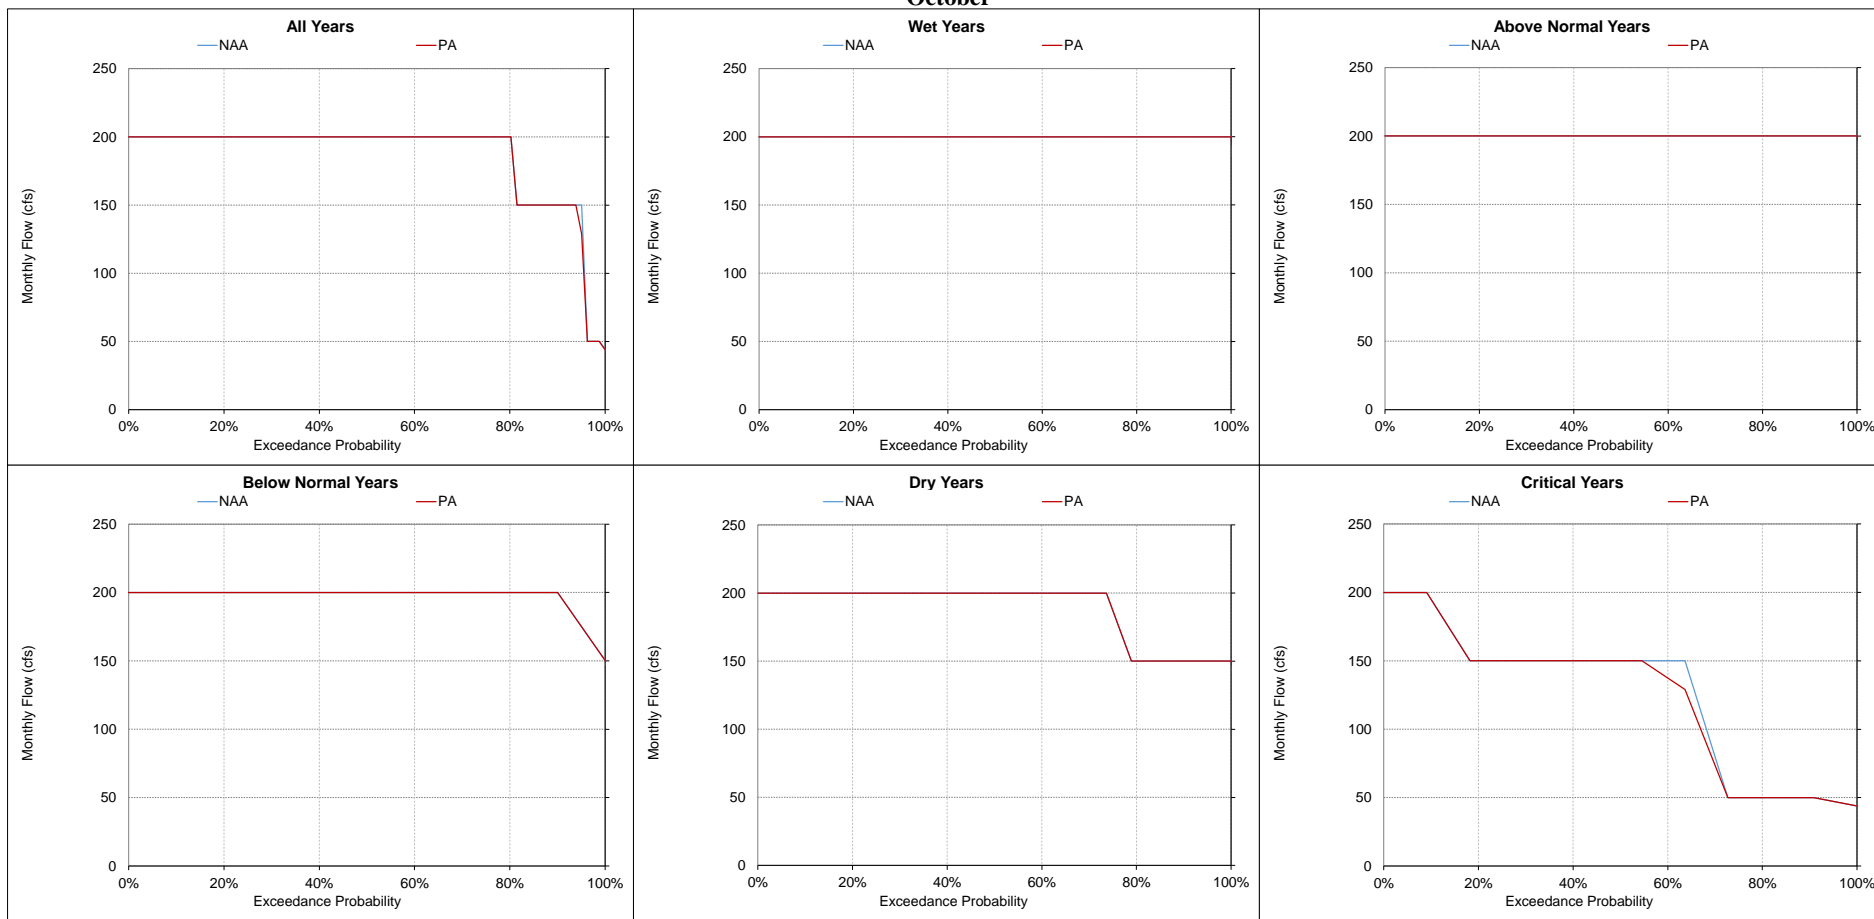 October
All Years
NAA PA
250
200
150
100
50
0
Monthly Flow (cfs)
0% 20% 40% 60% 80% 100%
Exceedance Probability
Wet Years
NAA PA
250
200
150
100
50
0
Monthly Flow (cfs)
0% 20% 40% 60% 80% 100%
Exceedance Probability
Above Normal Years
NAA PA
250
200
150
100
50
0
Monthly Flow (cfs)
0% 20% 40% 60% 80% 100%
Exceedance Probability
Below Normal Years
NAA PA
250
200
150
100
50
0
Monthly Flow (cfs)
0% 20% 40% 60% 80% 100%
Exceedance Probability
Dry Years
NAA PA
250
200
150
100
50
0
Monthly Flow (cfs)
0% 20% 40% 60% 80% 100%
Exceedance Probability
Critical Years
NAA PA
250
200
150
100
50
0
Monthly Flow (cfs)
0% 20% 40% 60% 80% 100%
Exceedance Probability